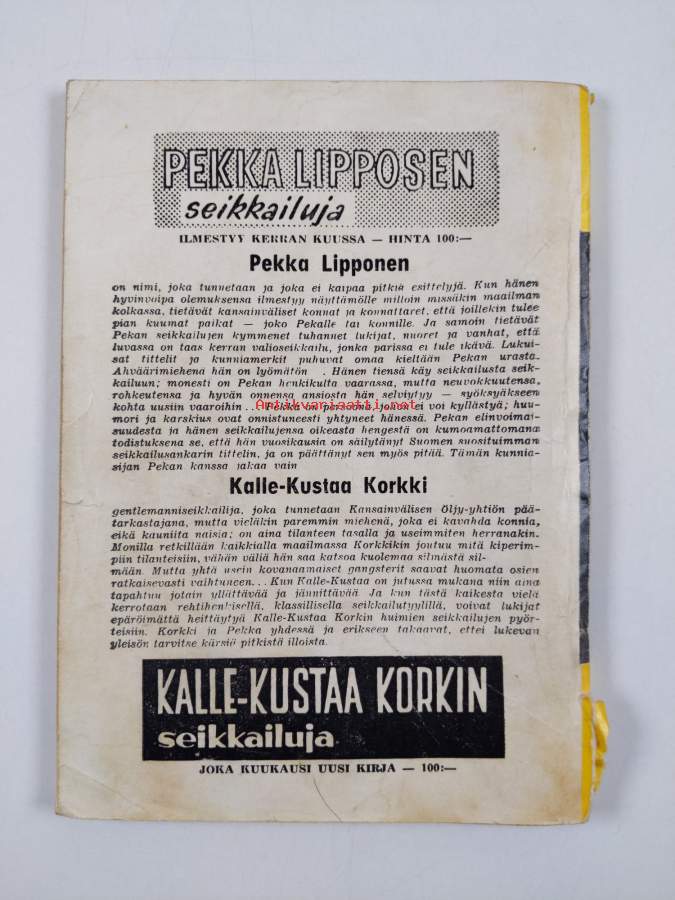 PEKKA LIPPOSEN
seikkailuja
ILMESTYY KERRAN KUUSSA — HINTA 100:—
Pekka Lipponen
on nimi, joka tunnetaan ja joka ei kaipaa pitkiä esittelyjä. Kun hänen
hyvinvoipa olemuksensa ilmestyy näyttämölle milloin missäkin maailman
kolkassa, tietävät kansainväliset konnat ja konnattaret, että joillekin tulee
pian kuumat paikat — joko Pekalle tai konnille. Ja samoin tietävät
Pekan seikkailujen kymmenet tuhannet lukijat, nuoret ja vanhat, että
luvassa on taas kerran valioseikkailu, jonka parissa ei tule ikävä. Lukui-
sat tittelit ja kunniamerkit puhuvat omaa kieltään Pekan urasta.
Ahväärimiehenä hän on lyömätön . Hänen tiensä käy seikkailusta seik-
kailuun; monesti on Pekan henkikulta vaarassa, mutta neuvokkuutensa,
rohkeutensa ja hyvän onnensa ansiosta hän selviytyy — syöksyäkseen
kohta uusiin vaaroihin... Pekka on persoona, johon ei voi kyllästyä; huu-
mori ja karskius ovat onnistuneesti yhtyneet hänessä. Pekan elinvoimai-
suudesta ja hänen seikkailujensa oikeasta hengestä on kumoamattomana
todistuksena se, että hän vuosikausia on säilyttänyt Suomen suosituimman
seikkailusankarin tittelin, ja on päättänyt sen myös pitää. Tämän kunnia-
sijan Pekan kanssa jakaa vain
Antikvariaatti.net
Kalle-Kustaa Korkki
gentlemanniseikkailija, joka tunnetaan Kansainvälisen Öljy-yhtiön pää-
tarkastajana, mutta vieläkin paremmin miehenä, joka ei kavahda konnia,
eikä kauniita naisia; on aina tilanteen tasalla ja useimmiten herranakin.
Monilla retkillään kaikkialla maailmassa Korkkikin joutuu mitä kiperim-
piin tilanteisiin, vähän väliä hän saa katsoa kuolemaa silmästä sil-
mään. Mutta yhtä usein kovanaamaiset gangsterit saavat huomata osien
ratkaisevasti vaihtuneen... Kun Kalle-Kustaa on jutussa mukana niin aina
tapahtuu jotain yllättävää ja jännittävää. Ja kun tästä kaikesta vielä
kerrotaan rehtihenkisellä, klassillisella seikkailutyylillä, voivat lukijat
epäröimättä heittäytyä Kalle-Kustaa Korkin huimien seikkailujen pyör-
teisiin. Korkki ja Pekka yhdessä ja erikseen takaavat, ettei lukevan
yleisön tarvitse kärsiä pitkistä illoista.
KALLE-KUSTAA KORKIN
seikkailuja
JOKA KUUKAUSI UUSI KIRJA — 100:—